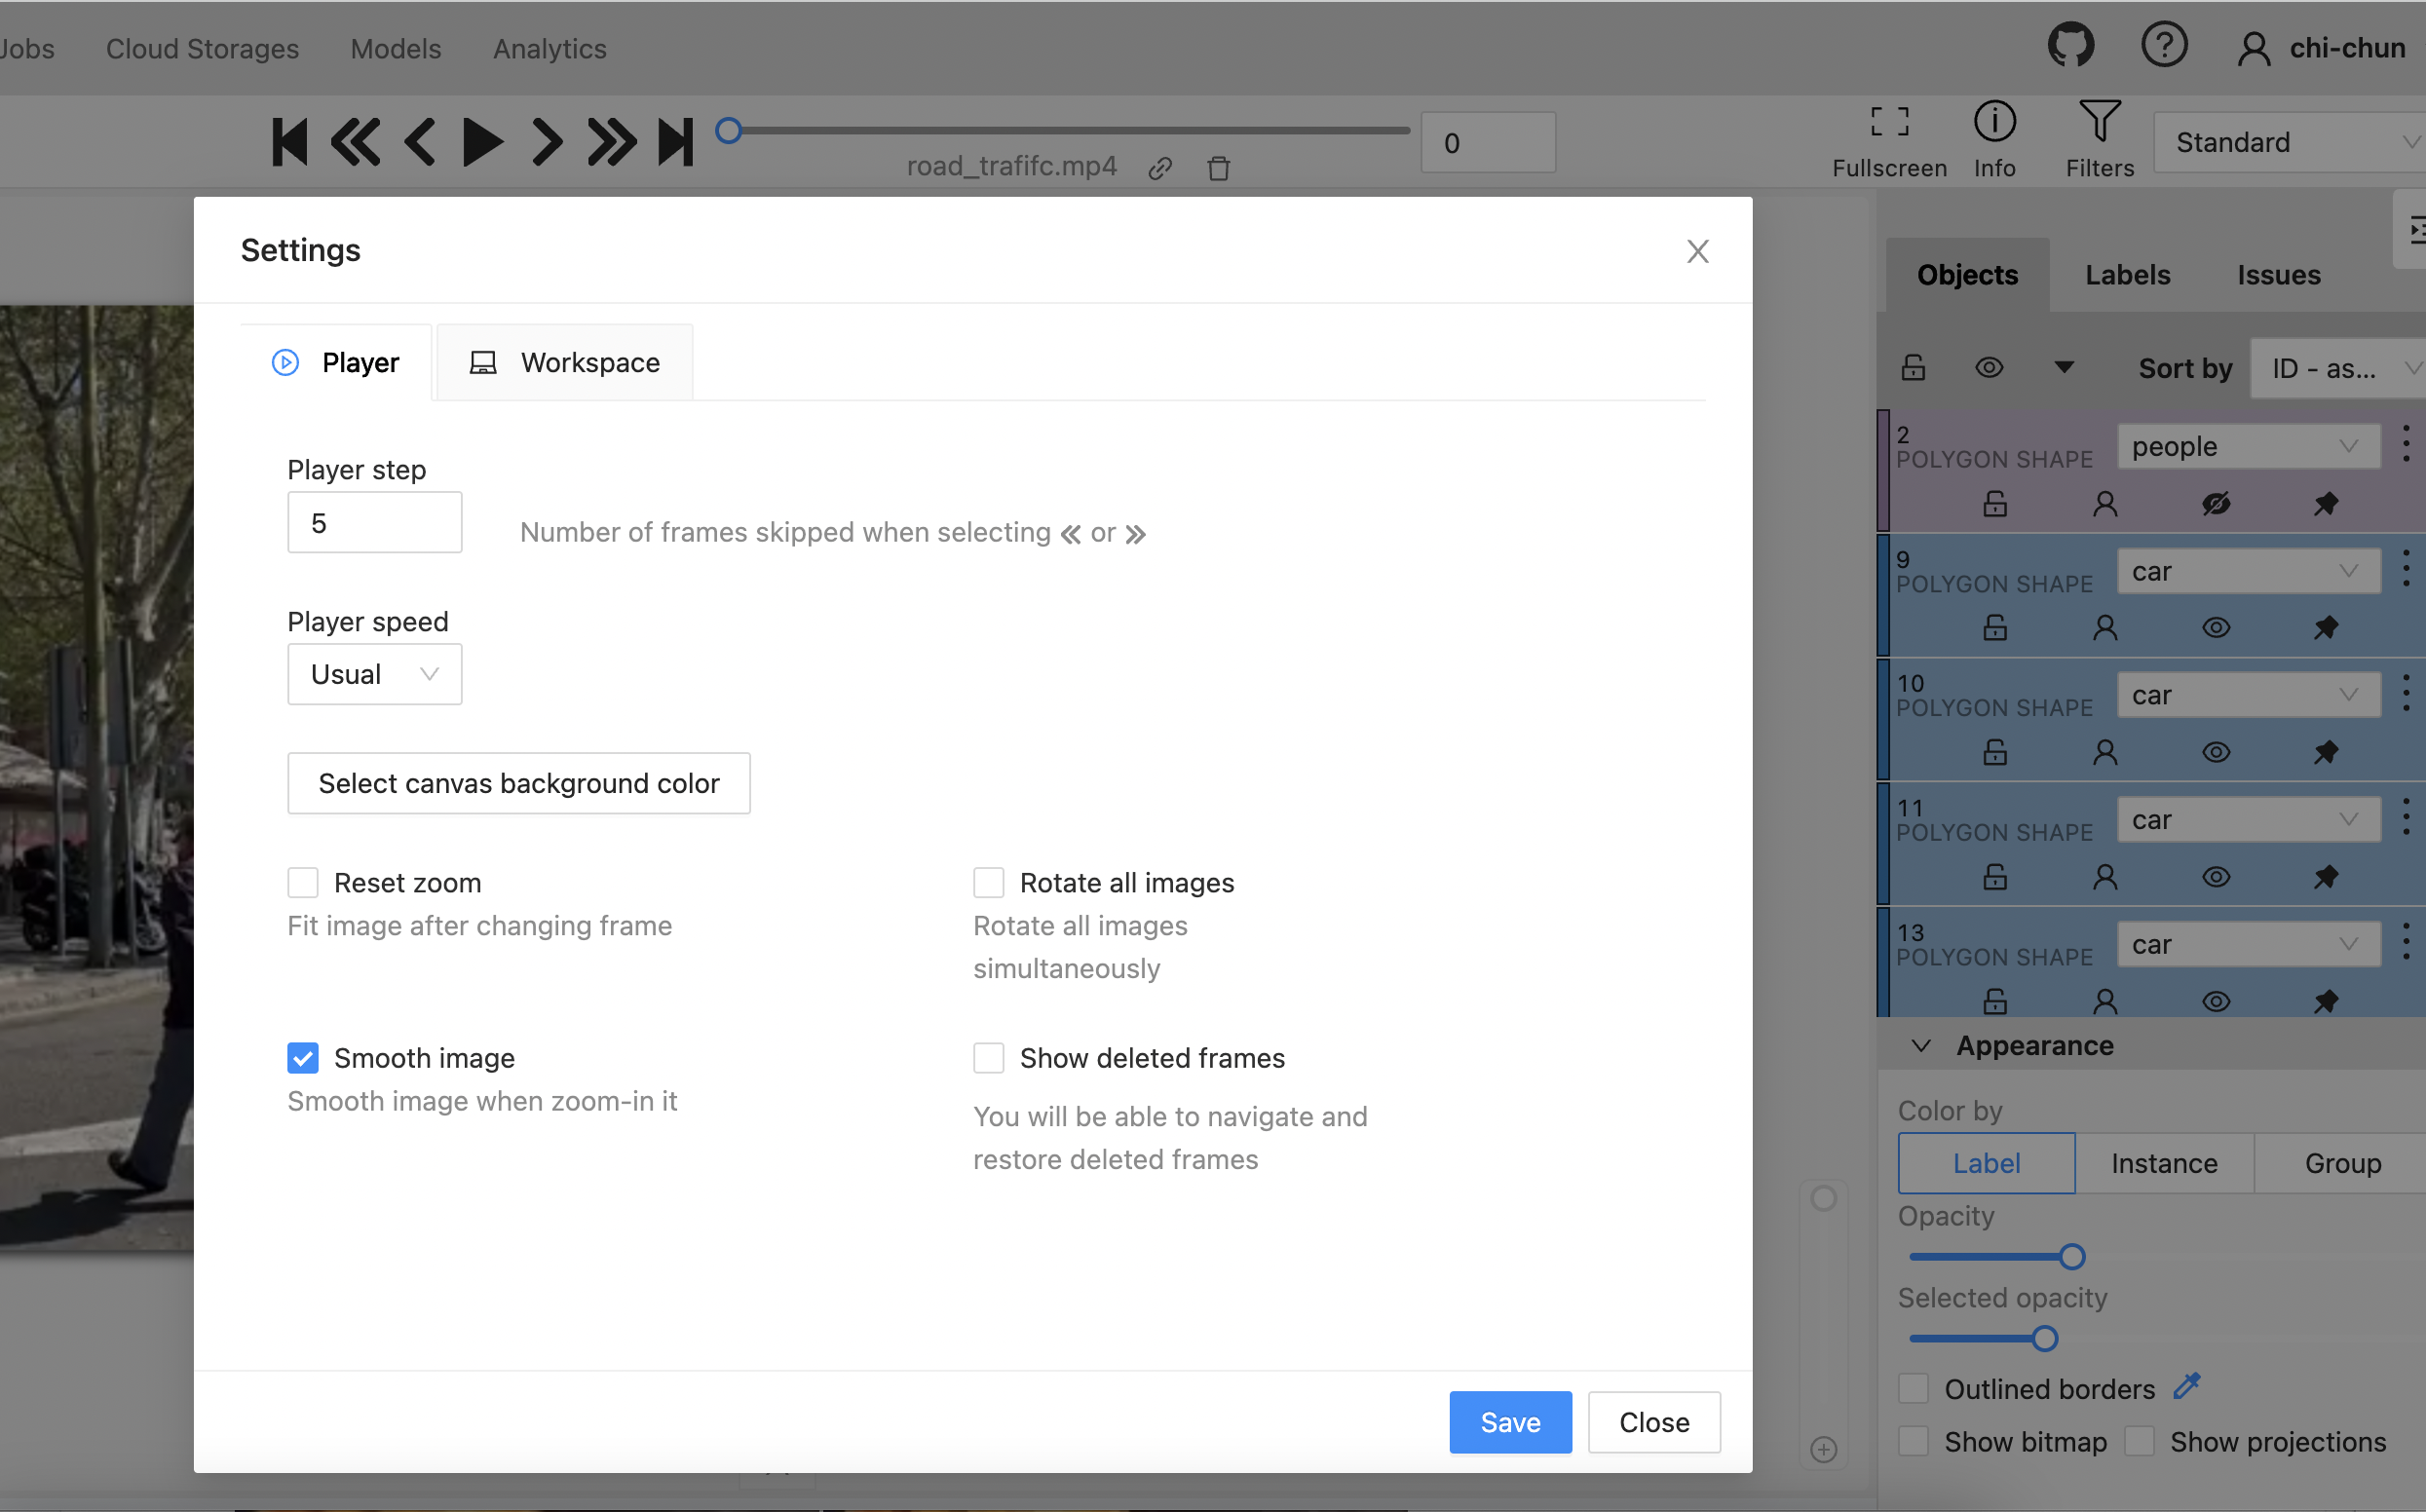 Jobs Cloud Storages Models Analytics chi-chun
road_trafifc.mp4
0
Fullscreen Info Filters Standard
Settings
Player Workspace
Player step
5
Number of frames skipped when selecting « or »
Player speed
Usual
Select canvas background color
Reset zoom
Fit image after changing frame
Rotate all images
Rotate all images
simultaneously
Smooth image
Smooth image when zoom-in it
Show deleted frames
You will be able to navigate and
restore deleted frames
Save Close
Objects Labels Issues
Sort by ID - as...
2
POLYGON SHAPE people
9
POLYGON SHAPE car
10
POLYGON SHAPE car
11
POLYGON SHAPE car
13
POLYGON SHAPE car
Appearance
Color by
Label Instance Group
Opacity
Selected opacity
Outlined borders
Show bitmap Show projections